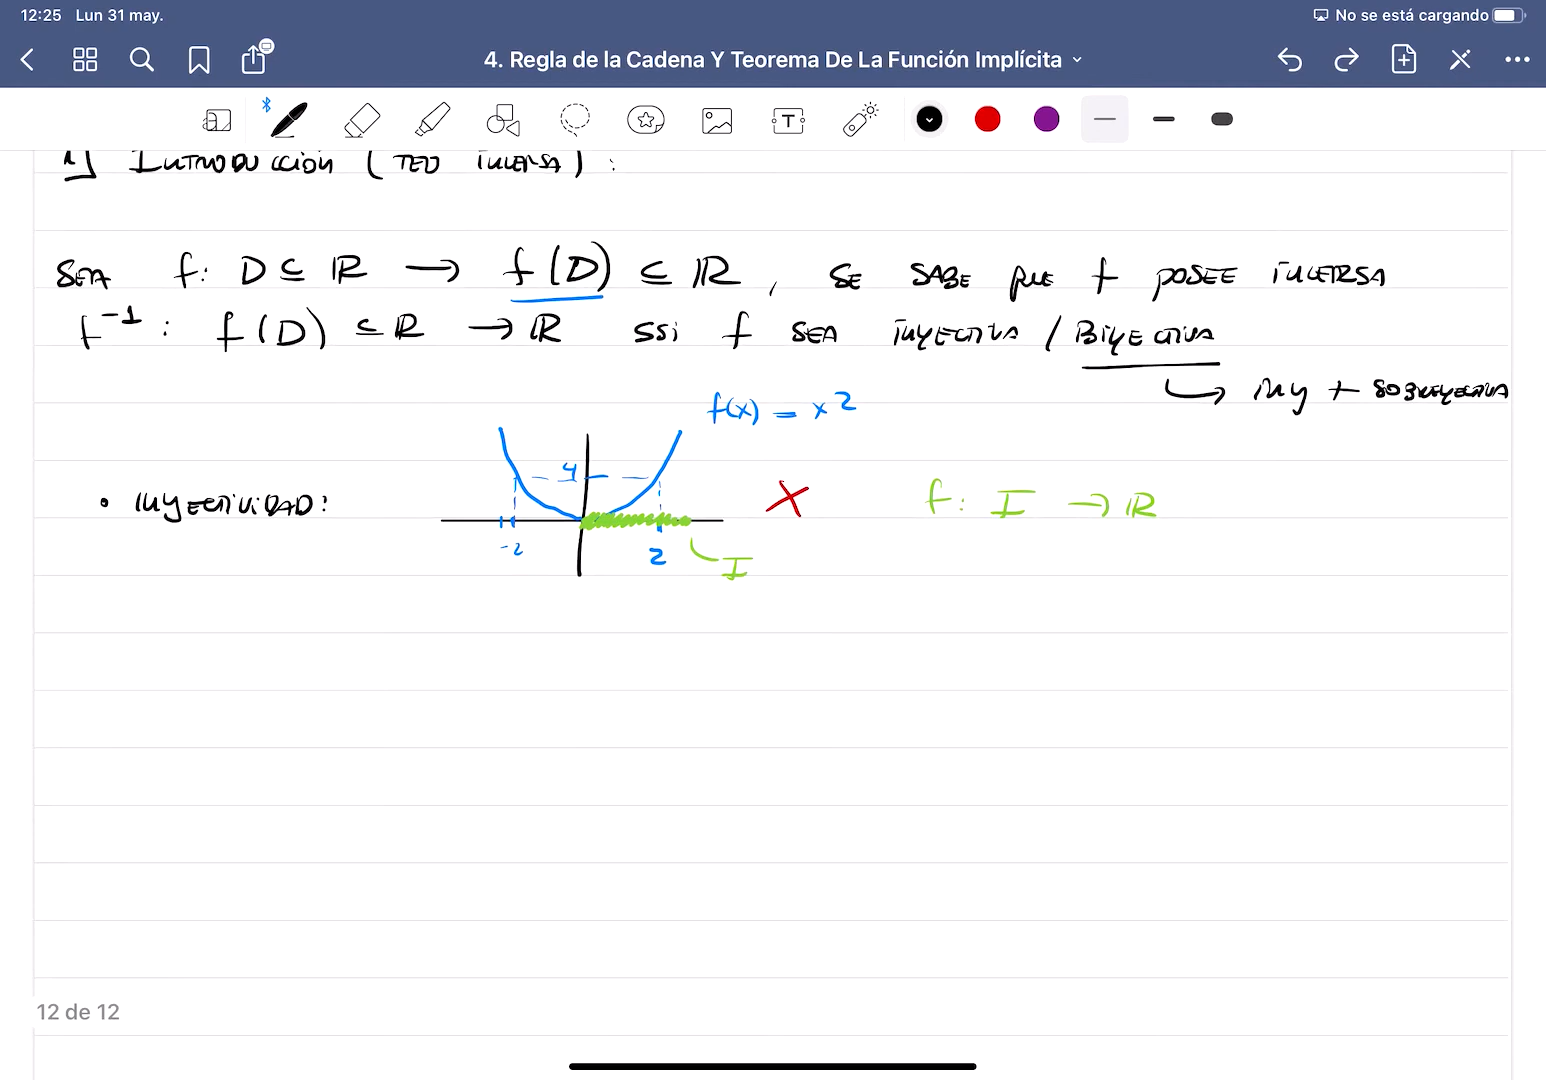 12:25 Lun 31 may. No se está cargando
4. Regla de la Cadena Y Teorema De La Función Implícita
1) INTRODUCCIÓN (TEO INVERSA) :
SEA f: D ⊆ ℝ → f(D) ⊆ ℝ, SE SABE QUE f POSEE INVERSA
f⁻¹ : f(D) ⊆ ℝ → ℝ SSI f SEA INYECTIVA / BIYECTIVA
↳ INY + SOBREYECTIVA
f(x) = x²
4
• INYECTIVIDAD: X f: I → ℝ
-2 2 I
12 de 12